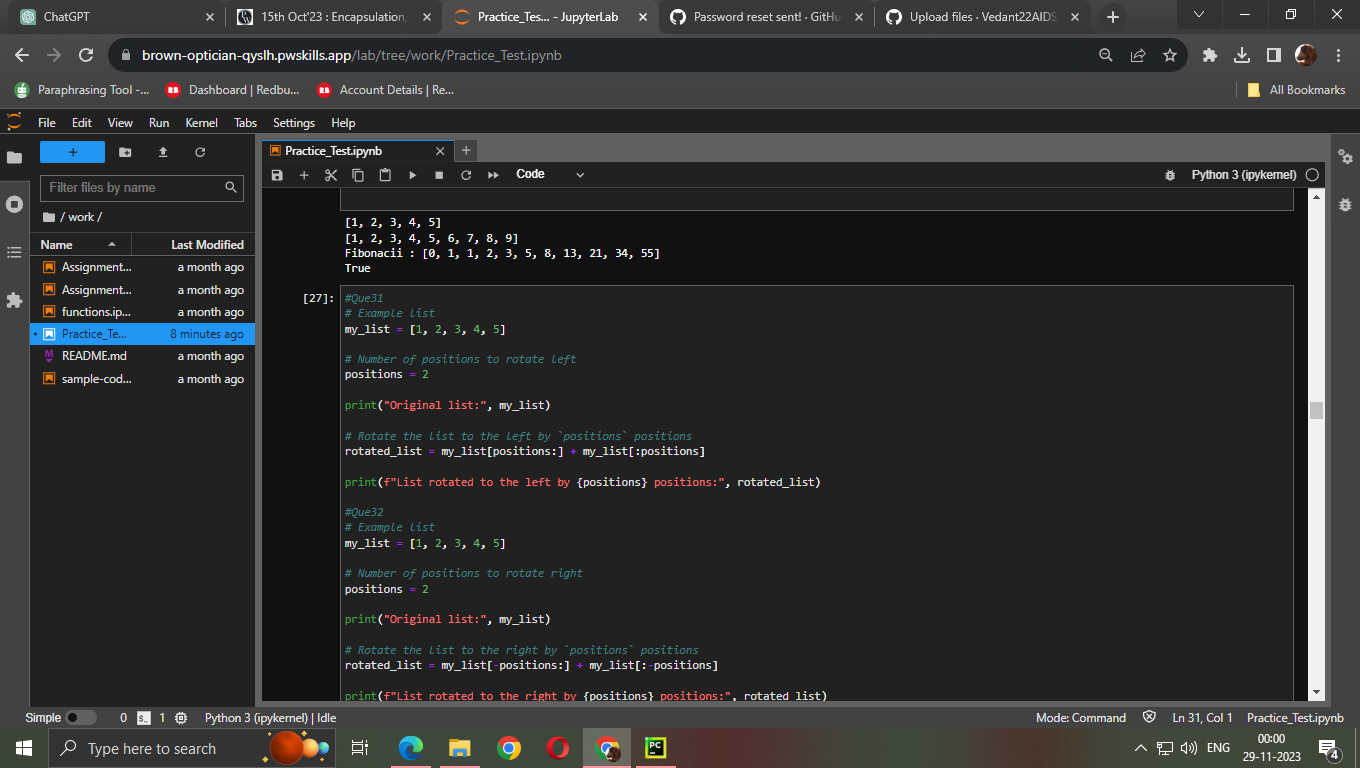 ChatGPT
15th Oct'23 : Encapsulation,
Practice_Tes... - JupyterLab
Password reset sent! · GitHu
Upload files · Vedant22AIDS
brown-optician-qyslh.pwskills.app/lab/tree/work/Practice_Test.ipynb
Paraphrasing Tool -...
Dashboard | Redbu...
Account Details | Re...
All Bookmarks
File Edit View Run Kernel Tabs Settings Help
Filter files by name
/ work /
Name Last Modified
Assignment... a month ago
Assignment... a month ago
functions.ip... a month ago
Practice_Te... 8 minutes ago
README.md a month ago
sample-cod... a month ago
Practice_Test.ipynb
Code
Python 3 (ipykernel)
[1, 2, 3, 4, 5]
[1, 2, 3, 4, 5, 6, 7, 8, 9]
Fibonacii : [0, 1, 1, 2, 3, 5, 8, 13, 21, 34, 55]
True
[27]:
#Que31
# Example list
my_list = [1, 2, 3, 4, 5]
# Number of positions to rotate left
positions = 2
print("Original list:", my_list)
# Rotate the list to the left by `positions` positions
rotated_list = my_list[positions:] + my_list[:positions]
print(f"List rotated to the left by {positions} positions:", rotated_list)
#Que32
# Example list
my_list = [1, 2, 3, 4, 5]
# Number of positions to rotate right
positions = 2
print("Original list:", my_list)
# Rotate the list to the right by `positions` positions
rotated_list = my_list[-positions:] + my_list[:-positions]
print(f"List rotated to the right by {positions} positions:", rotated list)
Simple 0 $_ 1 Python 3 (ipykernel) | Idle
Mode: Command Ln 31, Col 1 Practice_Test.ipynb
Type here to search
PC
ENG
00:00
29-11-2023
4